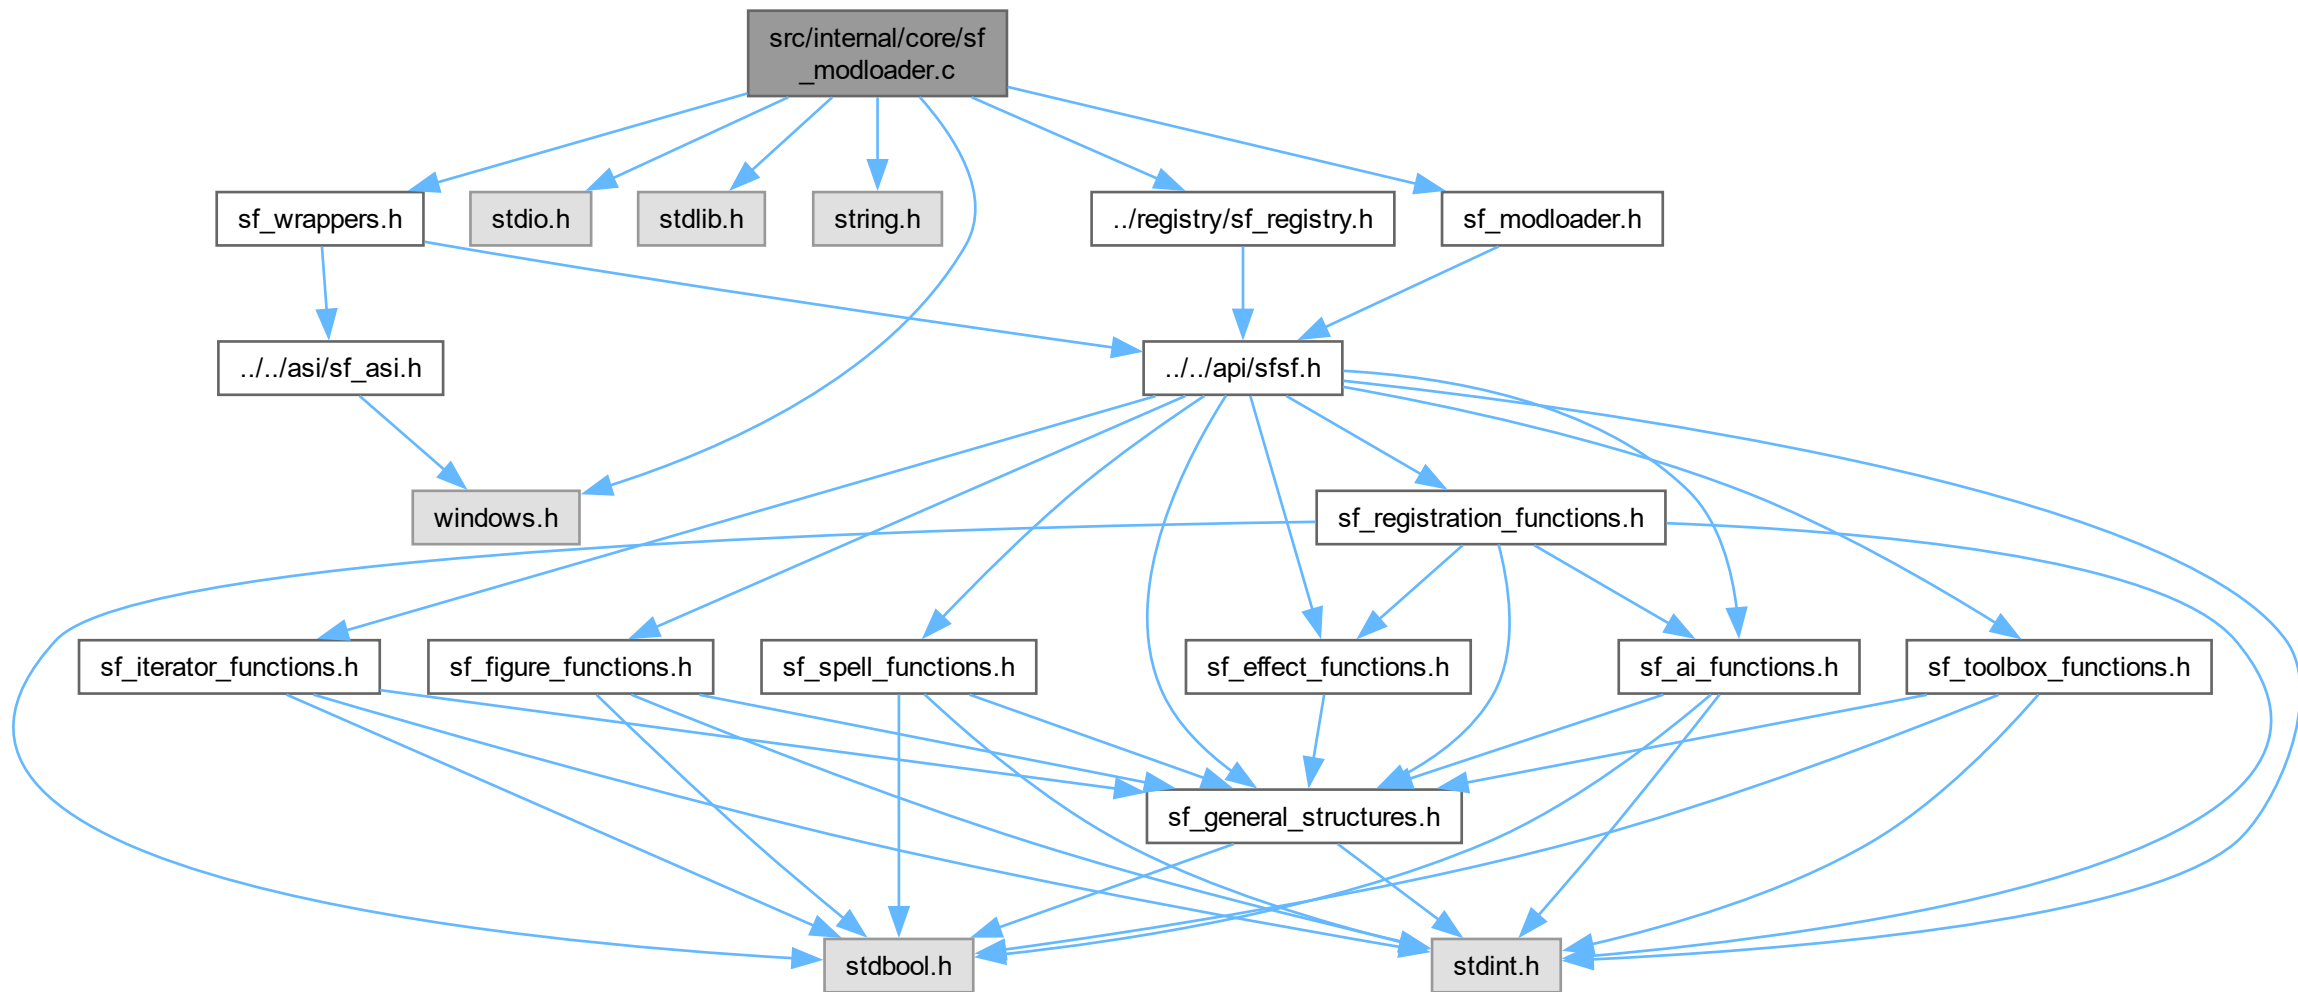 src/internal/core/sf
_modloader.c
sf_wrappers.h
stdio.h
stdlib.h
string.h
../registry/sf_registry.h
sf_modloader.h
../../asi/sf_asi.h
../../api/sfsf.h
windows.h
sf_registration_functions.h
sf_iterator_functions.h
sf_figure_functions.h
sf_spell_functions.h
sf_effect_functions.h
sf_ai_functions.h
sf_toolbox_functions.h
sf_general_structures.h
stdbool.h
stdint.h